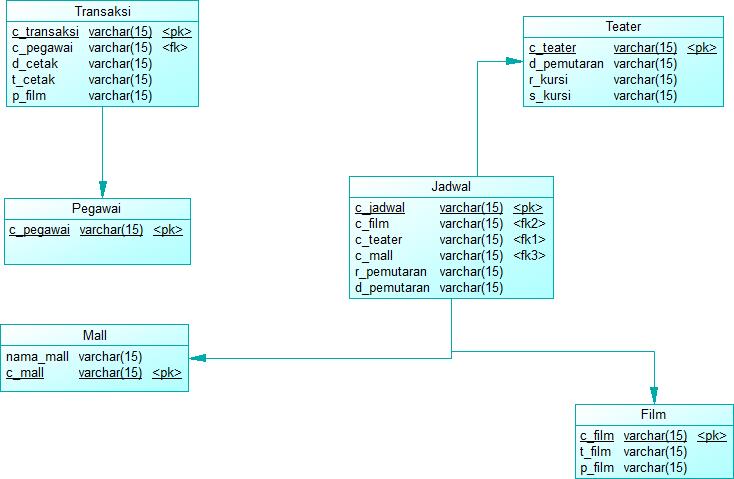 Transaksi
c_transaksi varchar(15) <pk>
c_pegawai varchar(15) <fk>
d_cetak varchar(15)
t_cetak varchar(15)
p_film varchar(15)
Teater
c_teater varchar(15) <pk>
d_pemutaran varchar(15)
r_kursi varchar(15)
s_kursi varchar(15)
Pegawai
c_pegawai varchar(15) <pk>
Jadwal
c_jadwal varchar(15) <pk>
c_film varchar(15) <fk2>
c_teater varchar(15) <fk1>
c_mall varchar(15) <fk3>
r_pemutaran varchar(15)
d_pemutaran varchar(15)
Mall
nama_mall varchar(15)
c_mall varchar(15) <pk>
Film
c_film varchar(15) <pk>
t_film varchar(15)
p_film varchar(15)